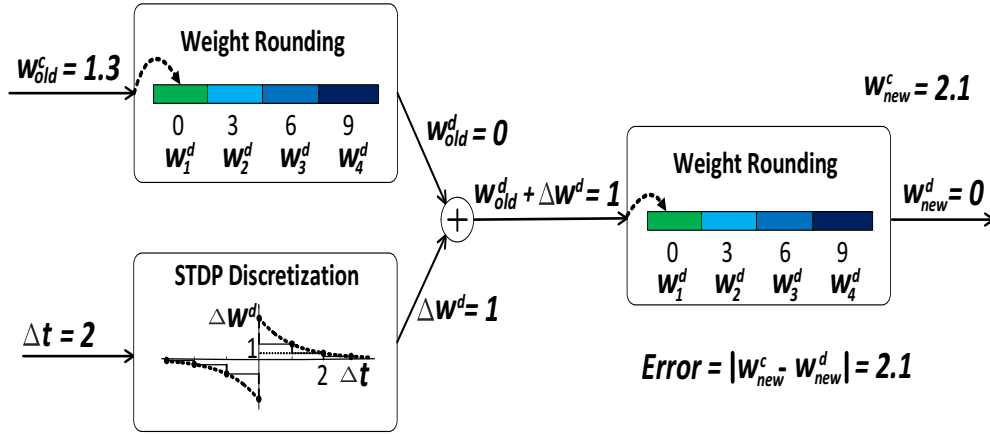 Weight Rounding
w^c_old = 1.3
0 3 6 9
w^d_1 w^d_2 w^d_3 w^d_4
w^d_old = 0
STDP Discretization
Δt = 2
Δw^d
1
2 Δt
Δw^d = 1
+
w^d_old + Δw^d = 1
Weight Rounding
0 3 6 9
w^d_1 w^d_2 w^d_3 w^d_4
w^c_new = 2.1
w^d_new = 0
Error = |w^c_new - w^d_new| = 2.1